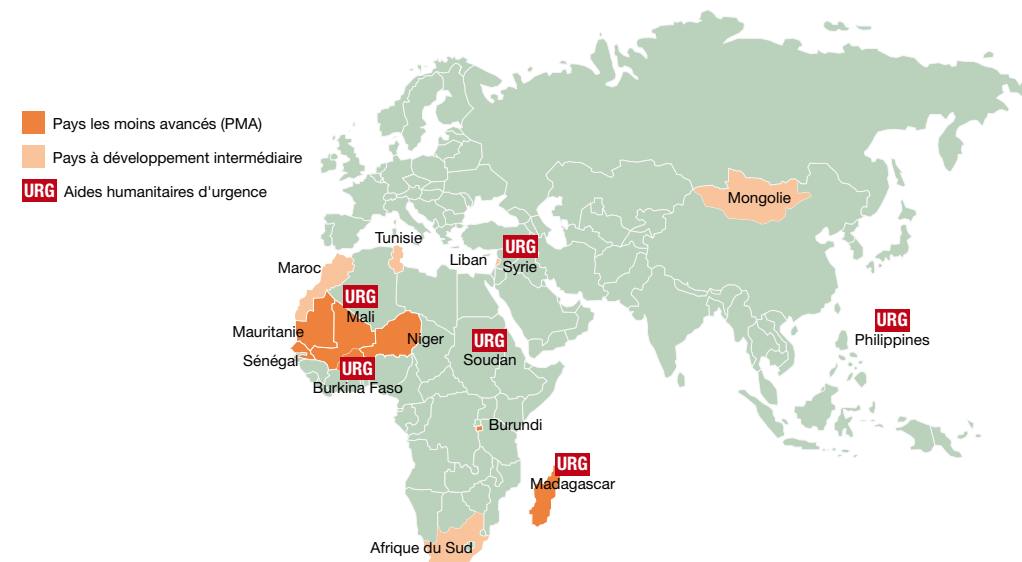 Pays les moins avancés (PMA)
Pays à développement intermédiaire
URG Aides humanitaires d'urgence
Mongolie
Tunisie
URG
Liban
Syrie
Maroc
URG
Mali
Mauritanie
Niger
URG
Soudan
URG
Philippines
Sénégal
URG
Burkina Faso
Burundi
URG
Madagascar
Afrique du Sud